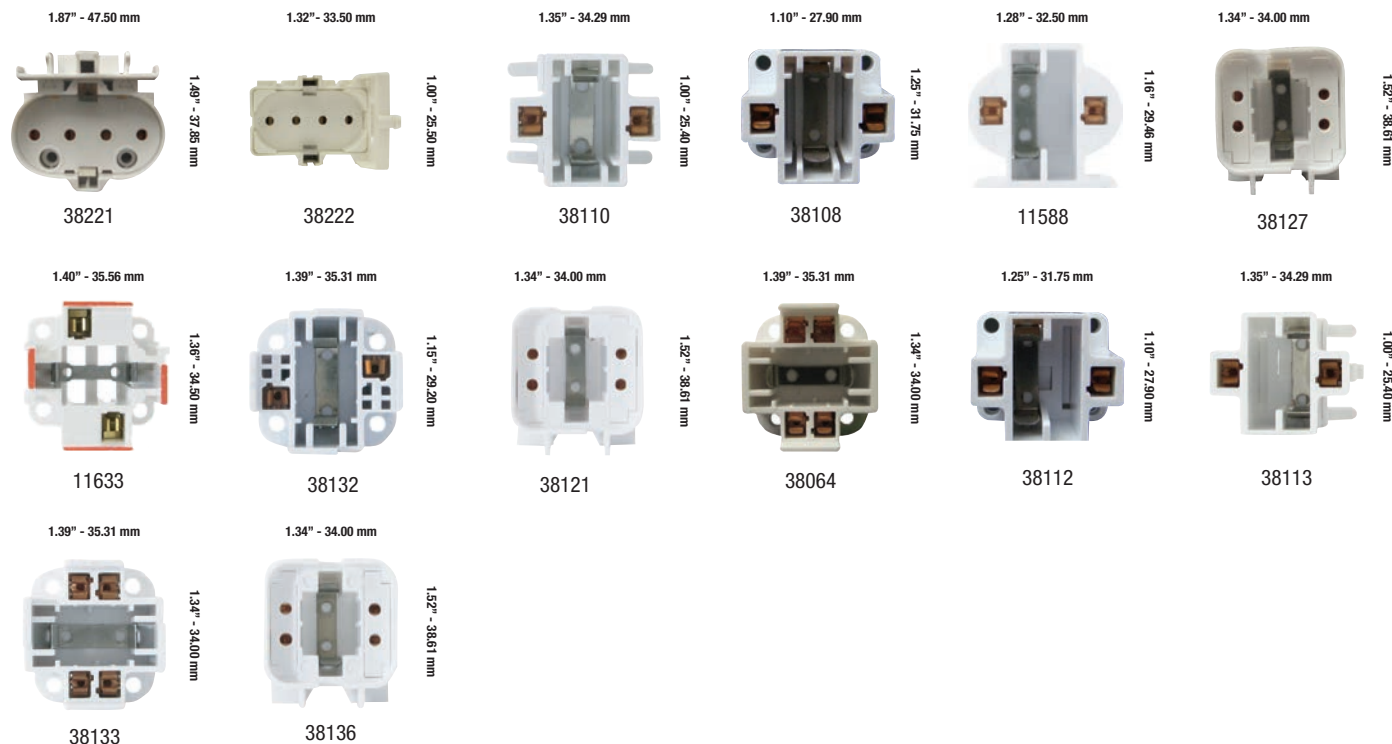 1.87” - 47.50 mm
1.49” - 37.85 mm
38221
1.32” - 33.50 mm
1.00” - 25.50 mm
38222
1.35” - 34.29 mm
1.00” - 25.40 mm
38110
1.10” - 27.90 mm
1.25” - 31.75 mm
38108
1.28” - 32.50 mm
1.16” - 29.46 mm
11588
1.34” - 34.00 mm
1.52” - 38.61 mm
38127
1.40” - 35.56 mm
1.36” - 34.50 mm
11633
1.39” - 35.31 mm
1.15” - 29.20 mm
38132
1.34” - 34.00 mm
1.52” - 38.61 mm
38121
1.39” - 35.31 mm
1.34” - 34.00 mm
38064
1.25” - 31.75 mm
1.10” - 27.90 mm
38112
1.35” - 34.29 mm
1.00” - 25.40 mm
38113
1.39” - 35.31 mm
1.34” - 34.00 mm
38133
1.34” - 34.00 mm
1.52” - 38.61 mm
38136